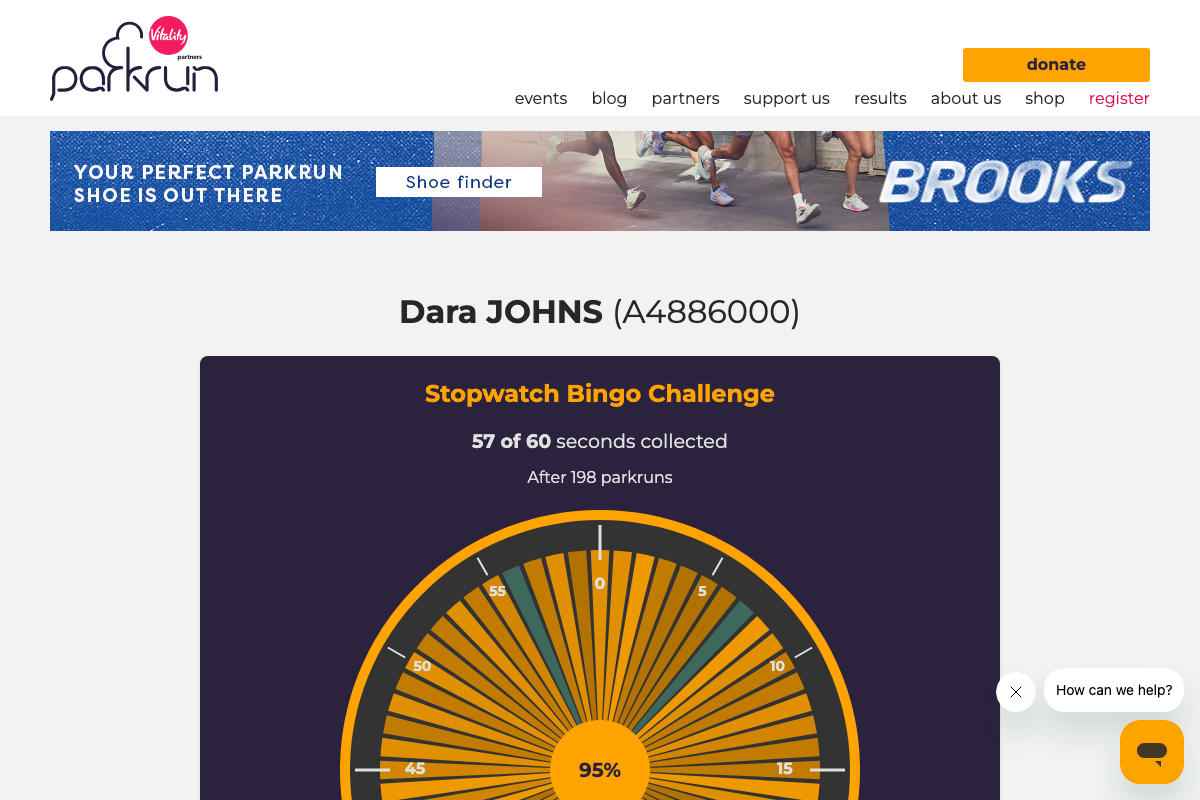 Vitality
partners
parkrun
donate
events blog partners support us results about us shop register
YOUR PERFECT PARKRUN
SHOE IS OUT THERE
Shoe finder
BROOKS
Dara JOHNS (A4886000)
Stopwatch Bingo Challenge
57 of 60 seconds collected
After 198 parkruns
0
55 5
50 10
45 95% 15
How can we help?